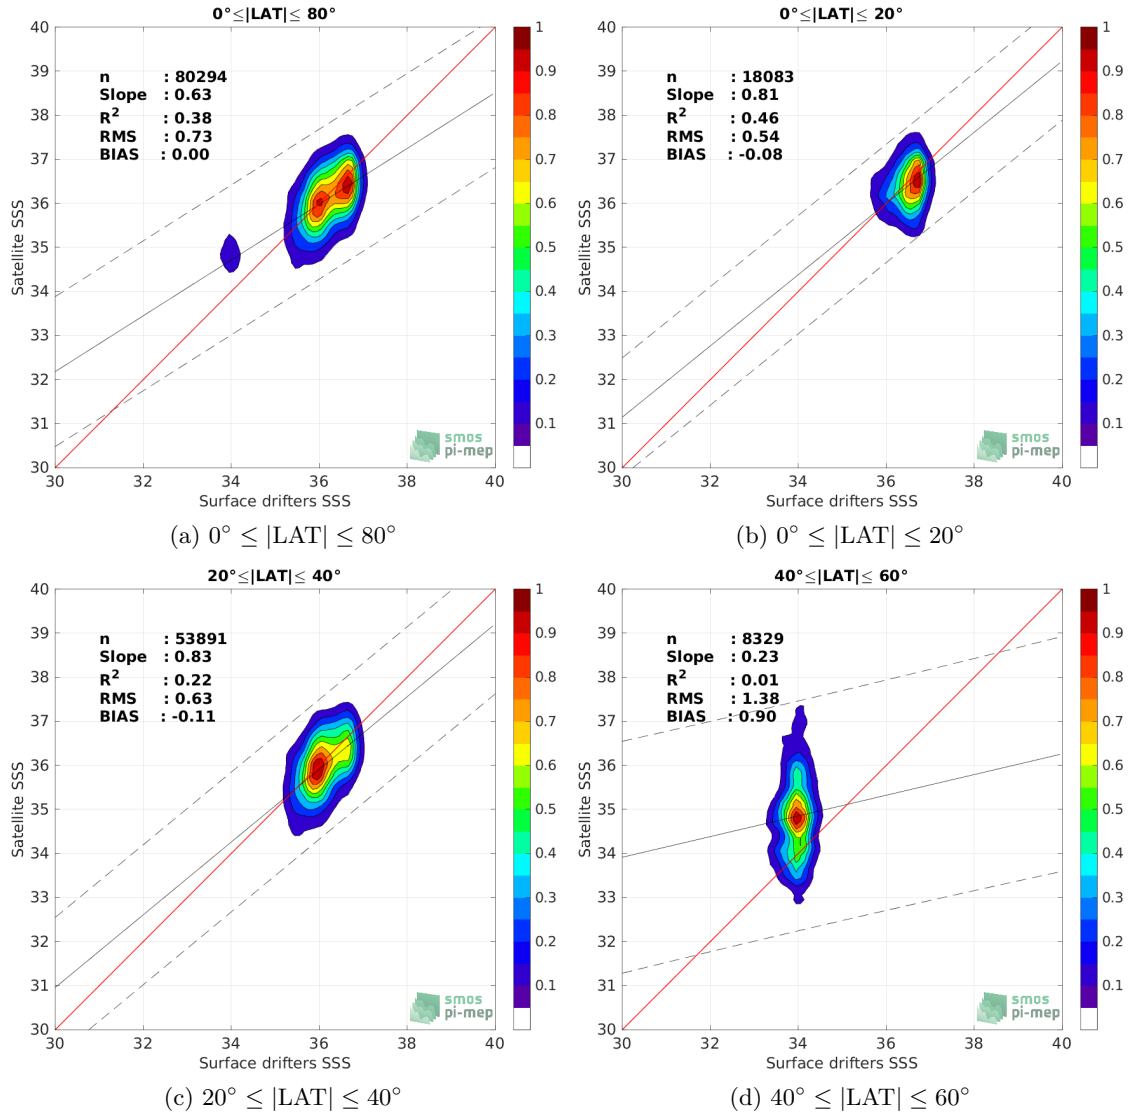 0°≤|LAT|≤ 80°
n : 80294
Slope : 0.63
R² : 0.38
RMS : 0.73
BIAS : 0.00
Satellite SSS
40
39
38
37
36
35
34
33
32
31
30
30 32 34 36 38 40
Surface drifters SSS
smos
pi-mep
1
0.9
0.8
0.7
0.6
0.5
0.4
0.3
0.2
0.1
(a) 0° ≤ |LAT| ≤ 80°
0°≤|LAT|≤ 20°
n : 18083
Slope : 0.81
R² : 0.46
RMS : 0.54
BIAS : -0.08
Satellite SSS
40
39
38
37
36
35
34
33
32
31
30
30 32 34 36 38 40
Surface drifters SSS
smos
pi-mep
1
0.9
0.8
0.7
0.6
0.5
0.4
0.3
0.2
0.1
(b) 0° ≤ |LAT| ≤ 20°
20°≤|LAT|≤ 40°
n : 53891
Slope : 0.83
R² : 0.22
RMS : 0.63
BIAS : -0.11
Satellite SSS
40
39
38
37
36
35
34
33
32
31
30
30 32 34 36 38 40
Surface drifters SSS
smos
pi-mep
1
0.9
0.8
0.7
0.6
0.5
0.4
0.3
0.2
0.1
(c) 20° ≤ |LAT| ≤ 40°
40°≤|LAT|≤ 60°
n : 8329
Slope : 0.23
R² : 0.01
RMS : 1.38
BIAS : 0.90
Satellite SSS
40
39
38
37
36
35
34
33
32
31
30
30 32 34 36 38 40
Surface drifters SSS
smos
pi-mep
1
0.9
0.8
0.7
0.6
0.5
0.4
0.3
0.2
0.1
(d) 40° ≤ |LAT| ≤ 60°